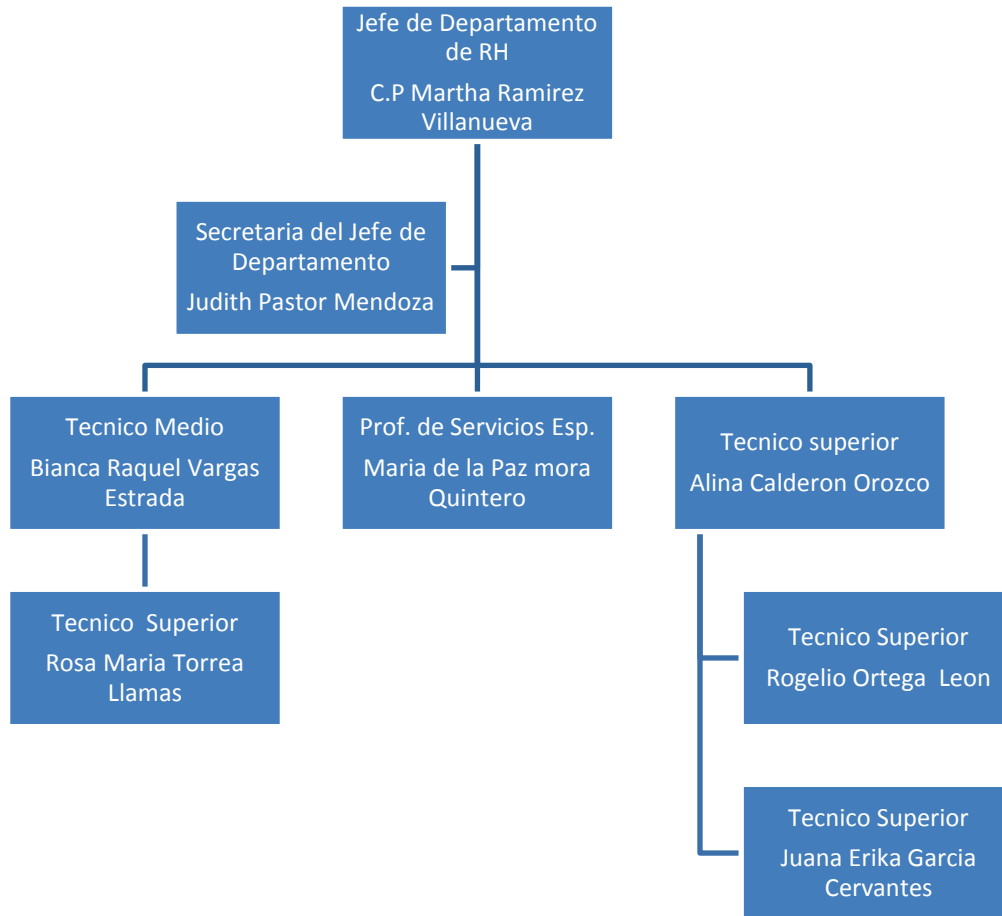 Jefe de Departamento
de RH
C.P Martha Ramirez
Villanueva
Secretaria del Jefe de
Departamento
Judith Pastor Mendoza
Tecnico Medio
Bianca Raquel Vargas
Estrada
Prof. de Servicios Esp.
Maria de la Paz mora
Quintero
Tecnico superior
Alina Calderon Orozco
Tecnico  Superior
Rosa Maria Torrea
Llamas
Tecnico Superior
Rogelio Ortega  Leon
Tecnico Superior
Juana Erika Garcia
Cervantes